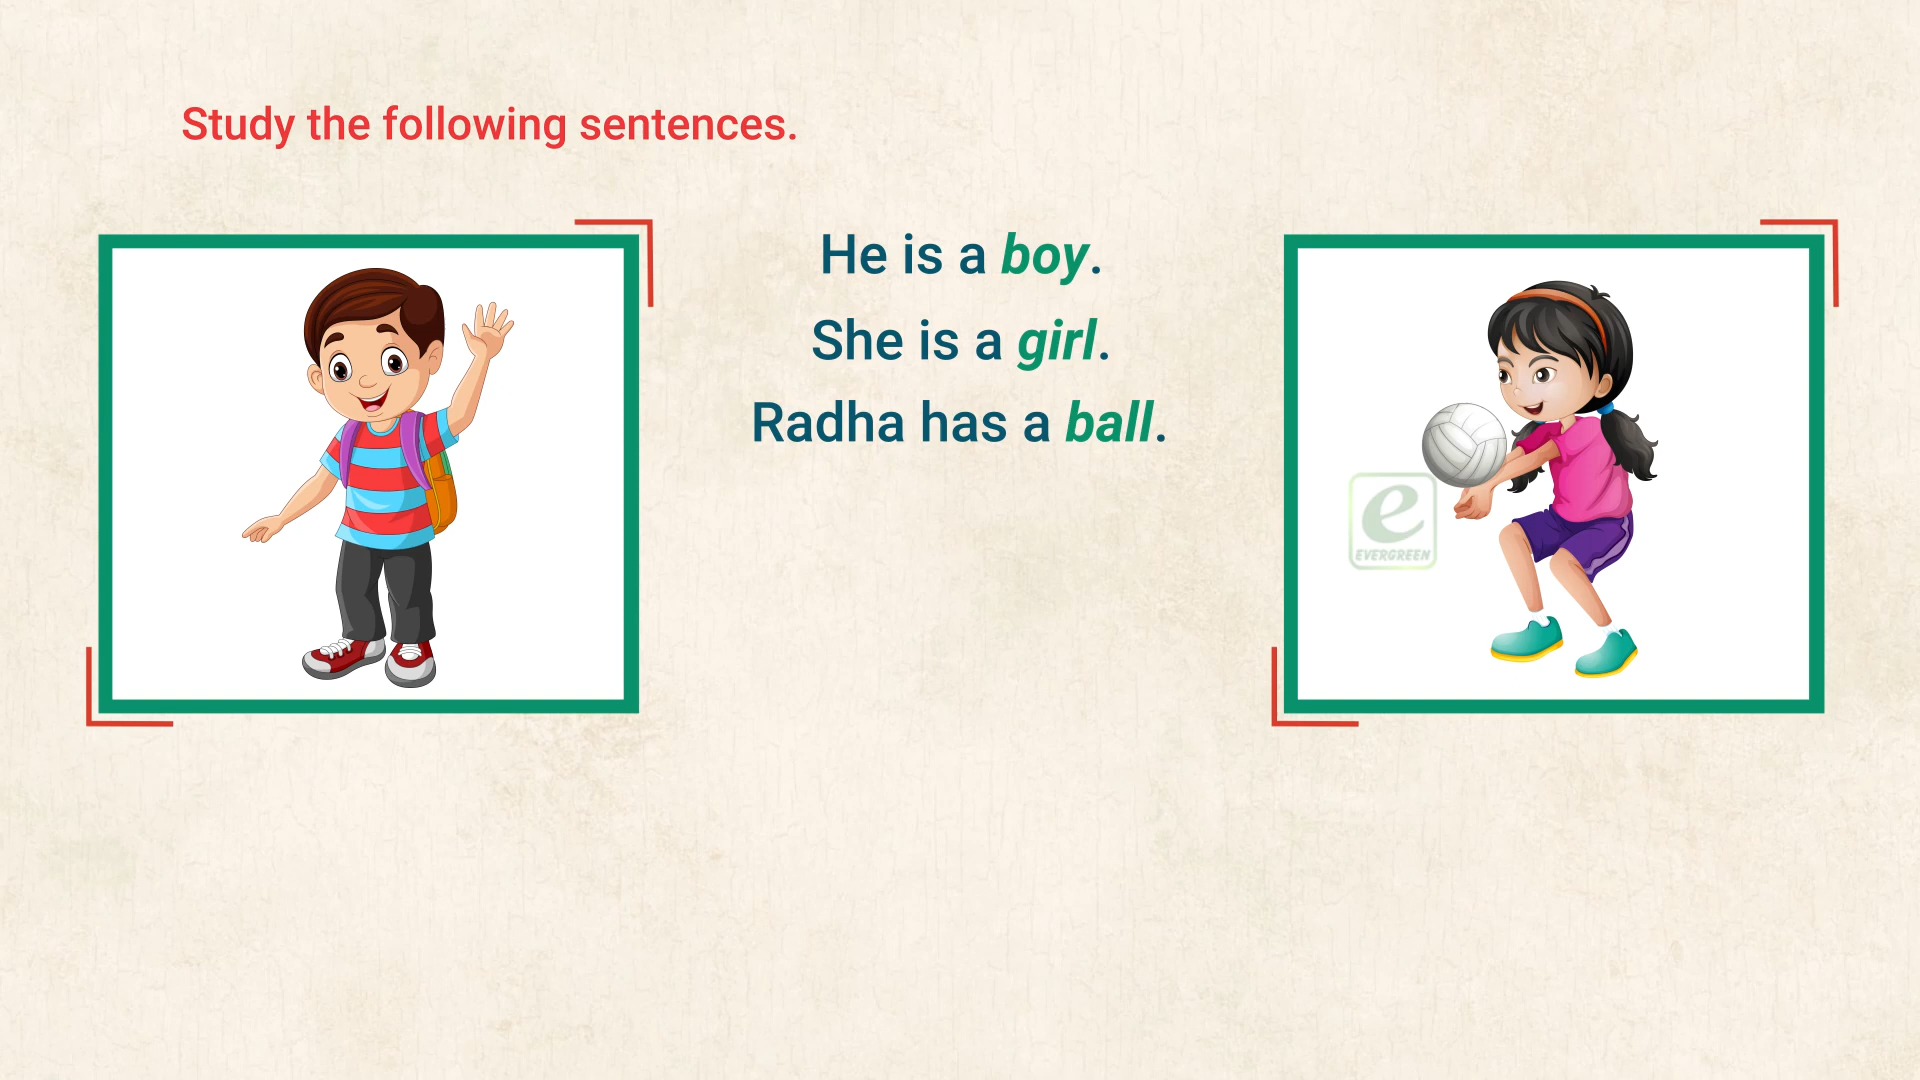 Study the following sentences.
He is a boy.
She is a girl.
Radha has a ball.
e
EVERGREEN